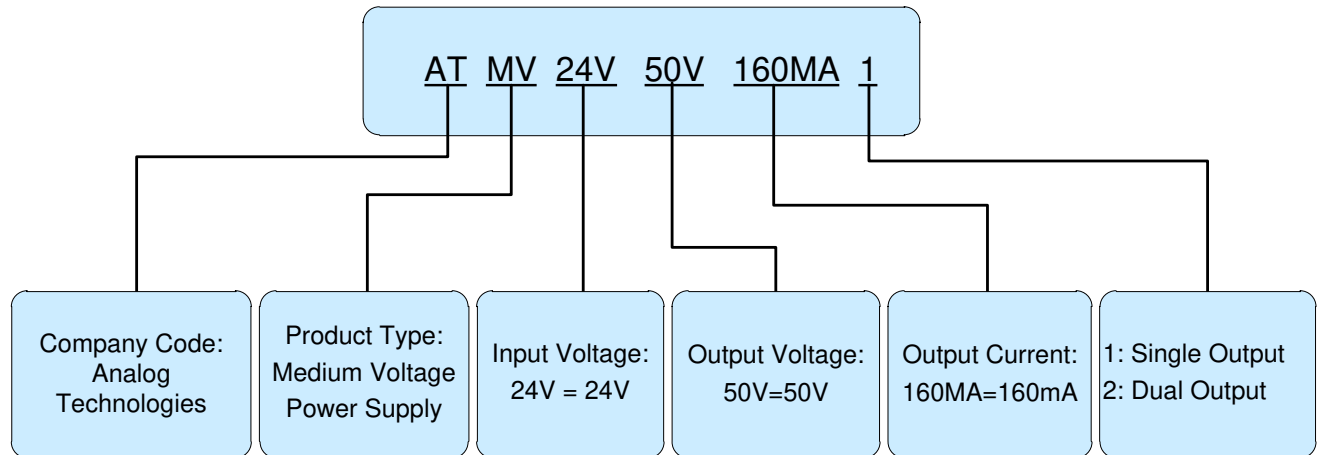 AT MV 24V 50V 160MA 1
Company Code:
Analog
Technologies
Product Type:
Medium Voltage
Power Supply
Input Voltage:
24V = 24V
Output Voltage:
50V=50V
Output Current:
160MA=160mA
1: Single Output
2: Dual Output